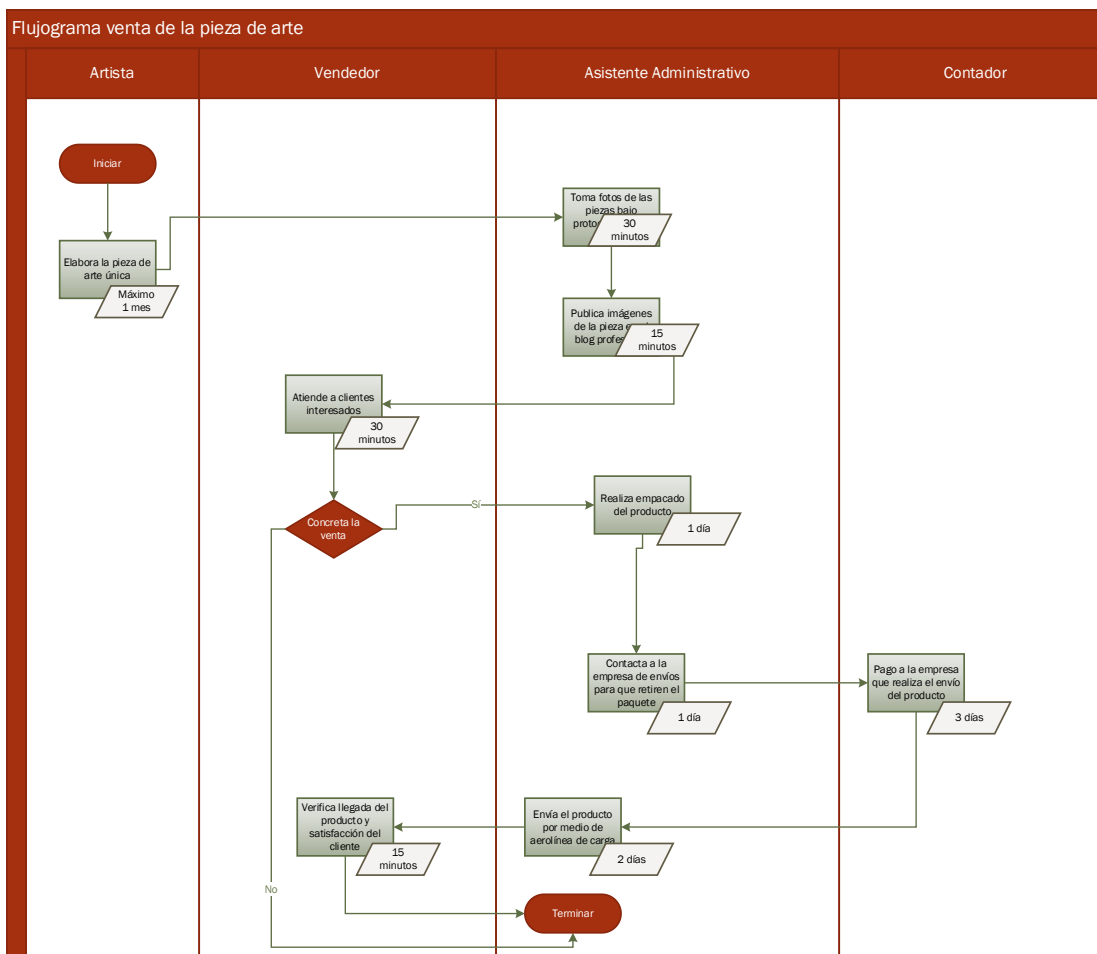 Flujograma venta de la pieza de arte
Artista
Vendedor
Asistente Administrativo
Contador
Iniciar
Toma fotos de las
piezas bajo
30
minutos
Elabora la pieza de
arte única
Máximo
1 mes
Publica imágenes
de la pieza
blog
15
minutos
Atiende a clientes
interesados
30
minutos
Concreta la
venta
Sí
Realiza empacado
del producto
1 día
Contacta a la
empresa de envíos
para que retiren el
paquete
1 día
Pago a la empresa
que realiza el envío
del producto
3 días
Verifica llegada del
producto y
satisfacción del
cliente
15
minutos
Envía el producto
por medio de
aerolínea de carga
2 días
No
Terminar